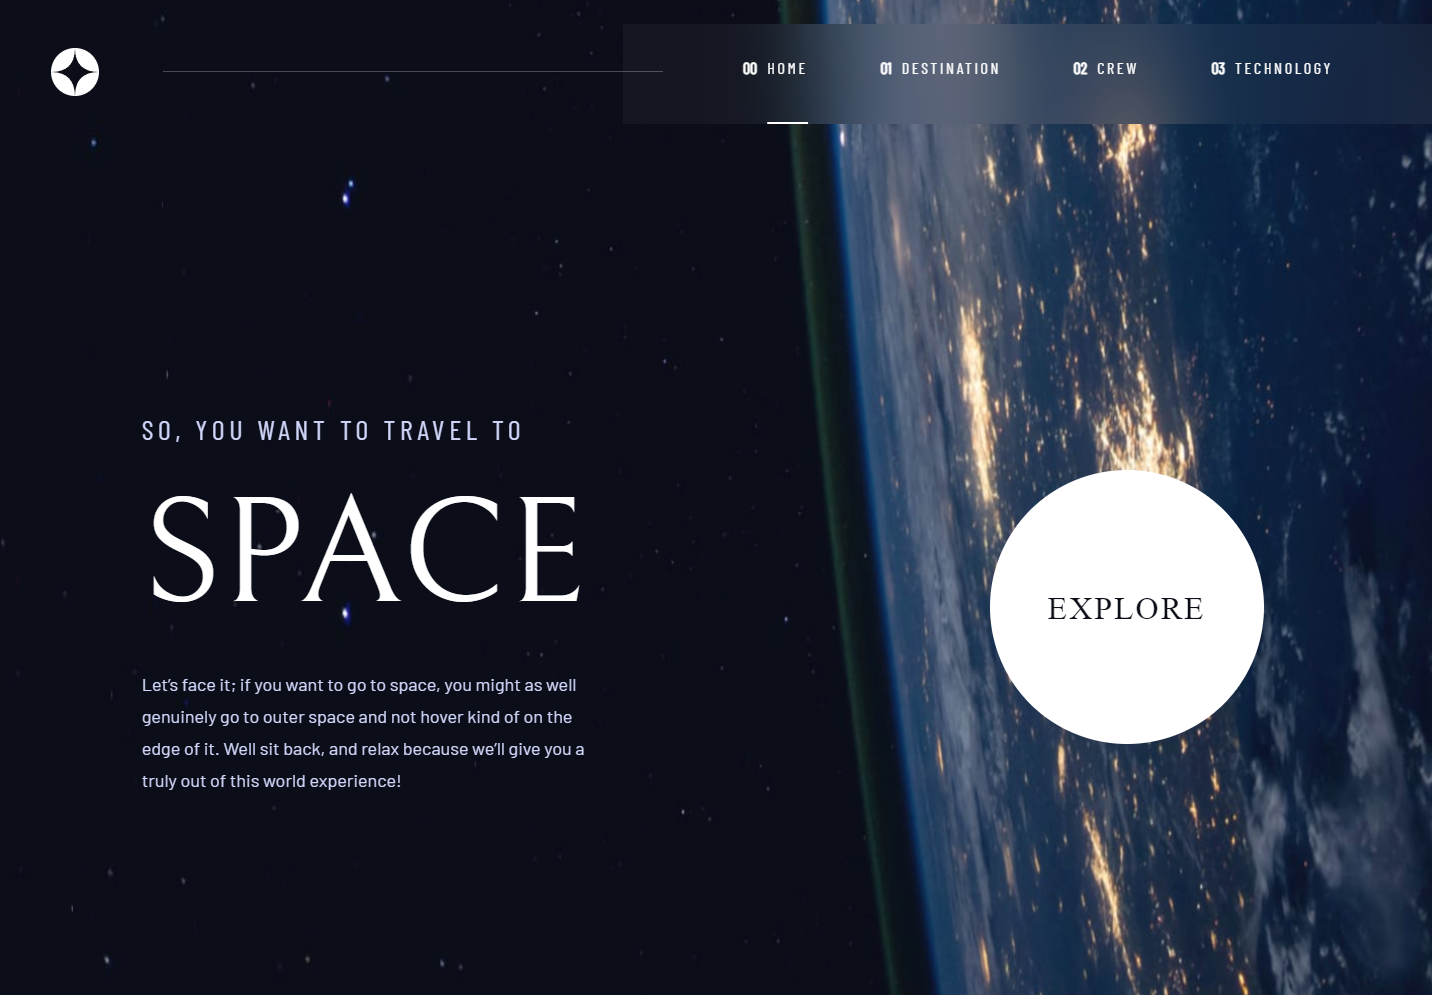 00 HOME 01 DESTINATION 02 CREW 03 TECHNOLOGY
SO, YOU WANT TO TRAVEL TO
SPACE
Let’s face it; if you want to go to space, you might as well
genuinely go to outer space and not hover kind of on the
edge of it. Well sit back, and relax because we’ll give you a
truly out of this world experience!
EXPLORE